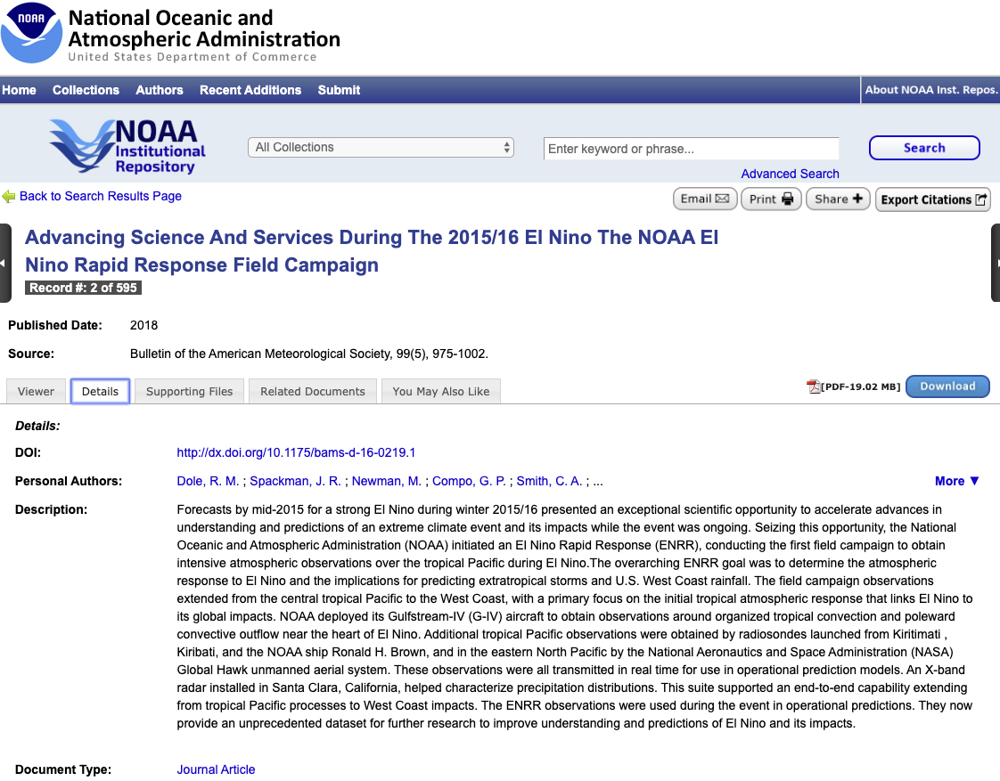 NOAA
National Oceanic and
Atmospheric Administration
United States Department of Commerce
Home Collections Authors Recent Additions Submit About NOAA Inst. Repos.
NOAA
Institutional
Repository
All Collections
Enter keyword or phrase...
Search
Advanced Search
Back to Search Results Page
Email Print Share Export Citations
Advancing Science And Services During The 2015/16 El Nino The NOAA El
Nino Rapid Response Field Campaign
Record #: 2 of 595
Published Date: 2018
Source: Bulletin of the American Meteorological Society, 99(5), 975-1002.
Viewer Details Supporting Files Related Documents You May Also Like [PDF-19.02 MB] Download
Details:
DOI: http://dx.doi.org/10.1175/bams-d-16-0219.1
Personal Authors: Dole, R. M. ; Spackman, J. R. ; Newman, M. ; Compo, G. P. ; Smith, C. A. ; ... More ▼
Description: Forecasts by mid-2015 for a strong El Nino during winter 2015/16 presented an exceptional scientific opportunity to accelerate advances in
understanding and predictions of an extreme climate event and its impacts while the event was ongoing. Seizing this opportunity, the National
Oceanic and Atmospheric Administration (NOAA) initiated an El Nino Rapid Response (ENRR), conducting the first field campaign to obtain
intensive atmospheric observations over the tropical Pacific during El Nino.The overarching ENRR goal was to determine the atmospheric
response to El Nino and the implications for predicting extratropical storms and U.S. West Coast rainfall. The field campaign observations
extended from the central tropical Pacific to the West Coast, with a primary focus on the initial tropical atmospheric response that links El Nino to
its global impacts. NOAA deployed its Gulfstream-IV (G-IV) aircraft to obtain observations around organized tropical convection and poleward
convective outflow near the heart of El Nino. Additional tropical Pacific observations were obtained by radiosondes launched from Kiritimati ,
Kiribati, and the NOAA ship Ronald H. Brown, and in the eastern North Pacific by the National Aeronautics and Space Administration (NASA)
Global Hawk unmanned aerial system. These observations were all transmitted in real time for use in operational prediction models. An X-band
radar installed in Santa Clara, California, helped characterize precipitation distributions. This suite supported an end-to-end capability extending
from tropical Pacific processes to West Coast impacts. The ENRR observations were used during the event in operational predictions. They now
provide an unprecedented dataset for further research to improve understanding and predictions of El Nino and its impacts.
Document Type: Journal Article